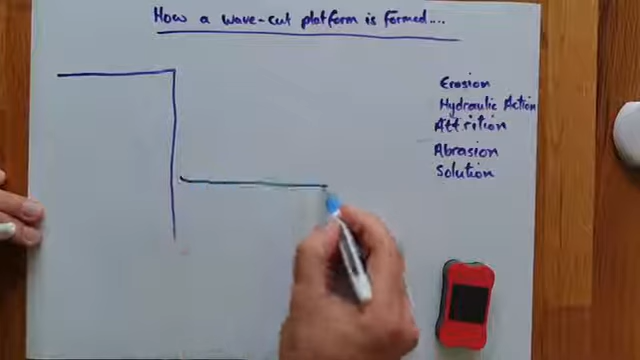 How a wave-cut platform is formed....
Erosion
Hydraulic Action
Attrition
Abrasion
Solution